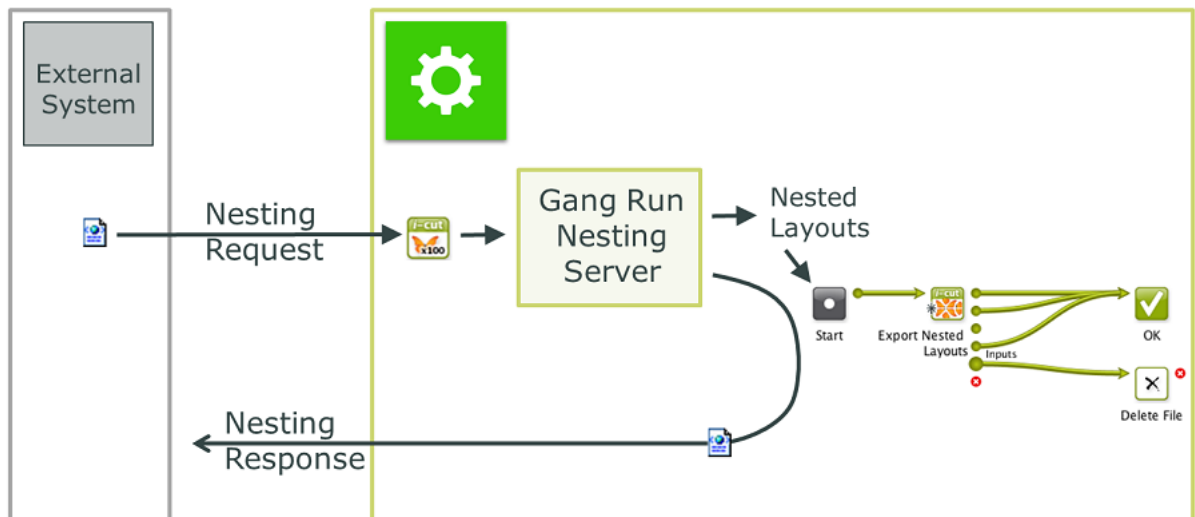 External
System
Nesting
Request
i-cut
x100
Gang Run
Nesting
Server
Nested
Layouts
Start
i-cut
Export Nested
Layouts
Inputs
OK
Delete File
Nesting
Response